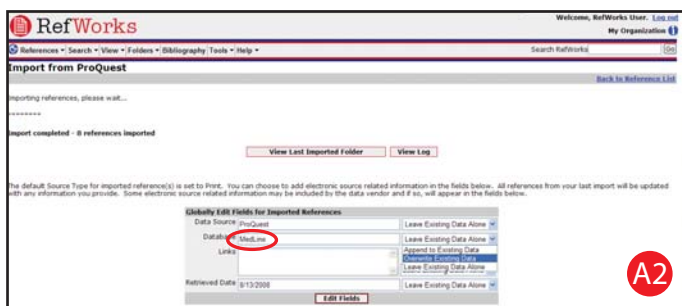 Welcome, RefWorks User. Log out
RefWorks
My Organization
References Search View Folders Bibliography Tools Help
Search RefWorks Go
Import from ProQuest
Back to Reference List
Importing references, please wait...
--------
Import completed - 8 references imported
View Last Imported Folder View Log
The default Source Type for imported reference(s) is set to Print. You can choose to add electronic source related information in the fields below. All references from your last import will be updated
with any information you provide. Some electronic source related information may be included by the data vendor and if so, will appear in the fields below.
Globally Edit Fields for Imported References
Data Source ProQuest Leave Existing Data Alone
Database MedLine Leave Existing Data Alone
Links Append to Existing Data
Overwrite Existing Data
Leave Existing Data Alone
Retrieved Date 8/13/2008 Leave Existing Data Alone
Edit Fields
A2